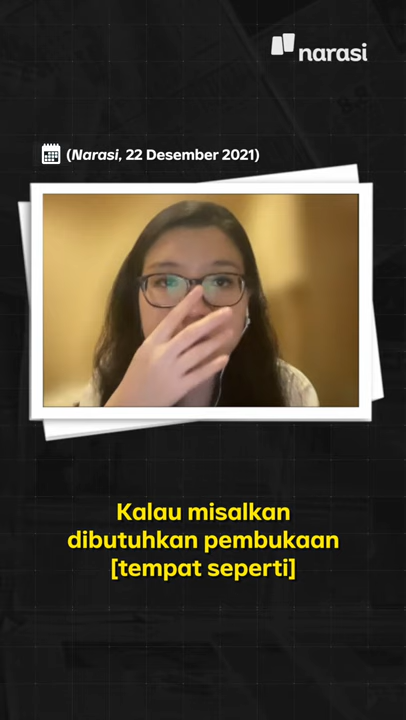 narasi
(Narasi, 22 Desember 2021)
Kalau misalkan
dibutuhkan pembukaan
[tempat seperti]